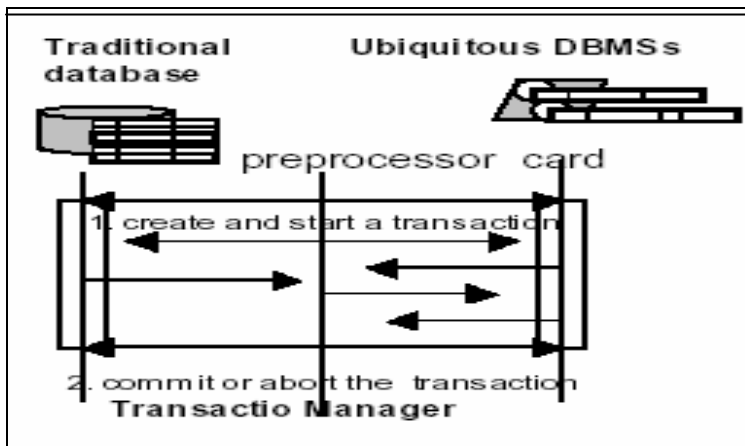 Traditional database
Ubiquitous DBMSs
preprocessor card
1. create and start a transaction
2. commit or abort the transaction
Transactio Manager